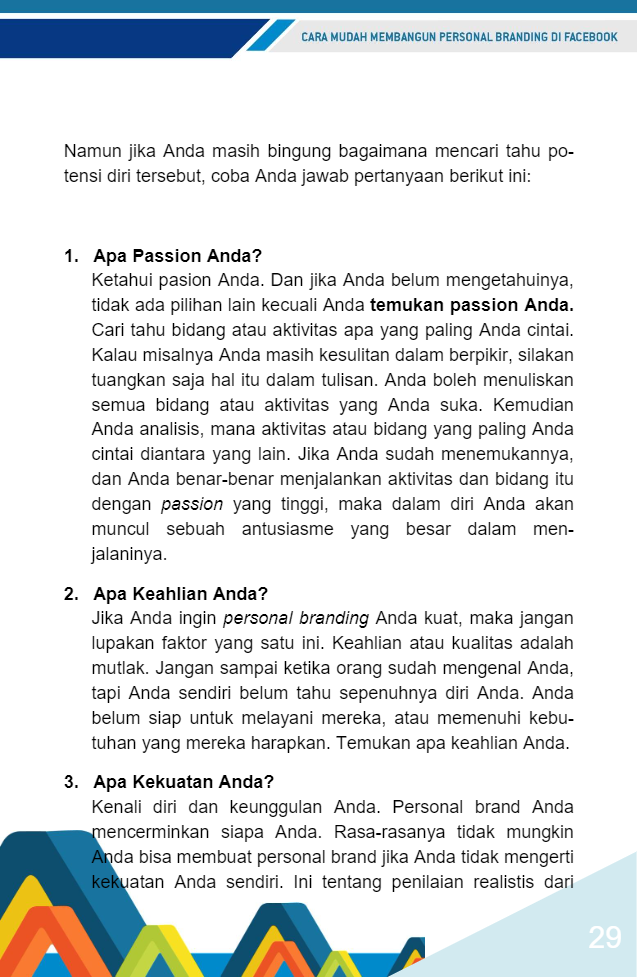 CARA MUDAH MEMBANGUN PERSONAL BRANDING DI FACEBOOK
Namun jika Anda masih bingung bagaimana mencari tahu po-
tensi diri tersebut, coba Anda jawab pertanyaan berikut ini:
1. Apa Passion Anda?
Ketahui pasion Anda. Dan jika Anda belum mengetahuinya,
tidak ada pilihan lain kecuali Anda temukan passion Anda.
Cari tahu bidang atau aktivitas apa yang paling Anda cintai.
Kalau misalnya Anda masih kesulitan dalam berpikir, silakan
tuangkan saja hal itu dalam tulisan. Anda boleh menuliskan
semua bidang atau aktivitas yang Anda suka. Kemudian
Anda analisis, mana aktivitas atau bidang yang paling Anda
cintai diantara yang lain. Jika Anda sudah menemukannya,
dan Anda benar-benar menjalankan aktivitas dan bidang itu
dengan passion yang tinggi, maka dalam diri Anda akan
muncul sebuah antusiasme yang besar dalam men-
jalaninya.
2. Apa Keahlian Anda?
Jika Anda ingin personal branding Anda kuat, maka jangan
lupakan faktor yang satu ini. Keahlian atau kualitas adalah
mutlak. Jangan sampai ketika orang sudah mengenal Anda,
tapi Anda sendiri belum tahu sepenuhnya diri Anda. Anda
belum siap untuk melayani mereka, atau memenuhi kebu-
tuhan yang mereka harapkan. Temukan apa keahlian Anda.
3. Apa Kekuatan Anda?
Kenali diri dan keunggulan Anda. Personal brand Anda
mencerminkan siapa Anda. Rasa-rasanya tidak mungkin
Anda bisa membuat personal brand jika Anda tidak mengerti
kekuatan Anda sendiri. Ini tentang penilaian realistis dari
29